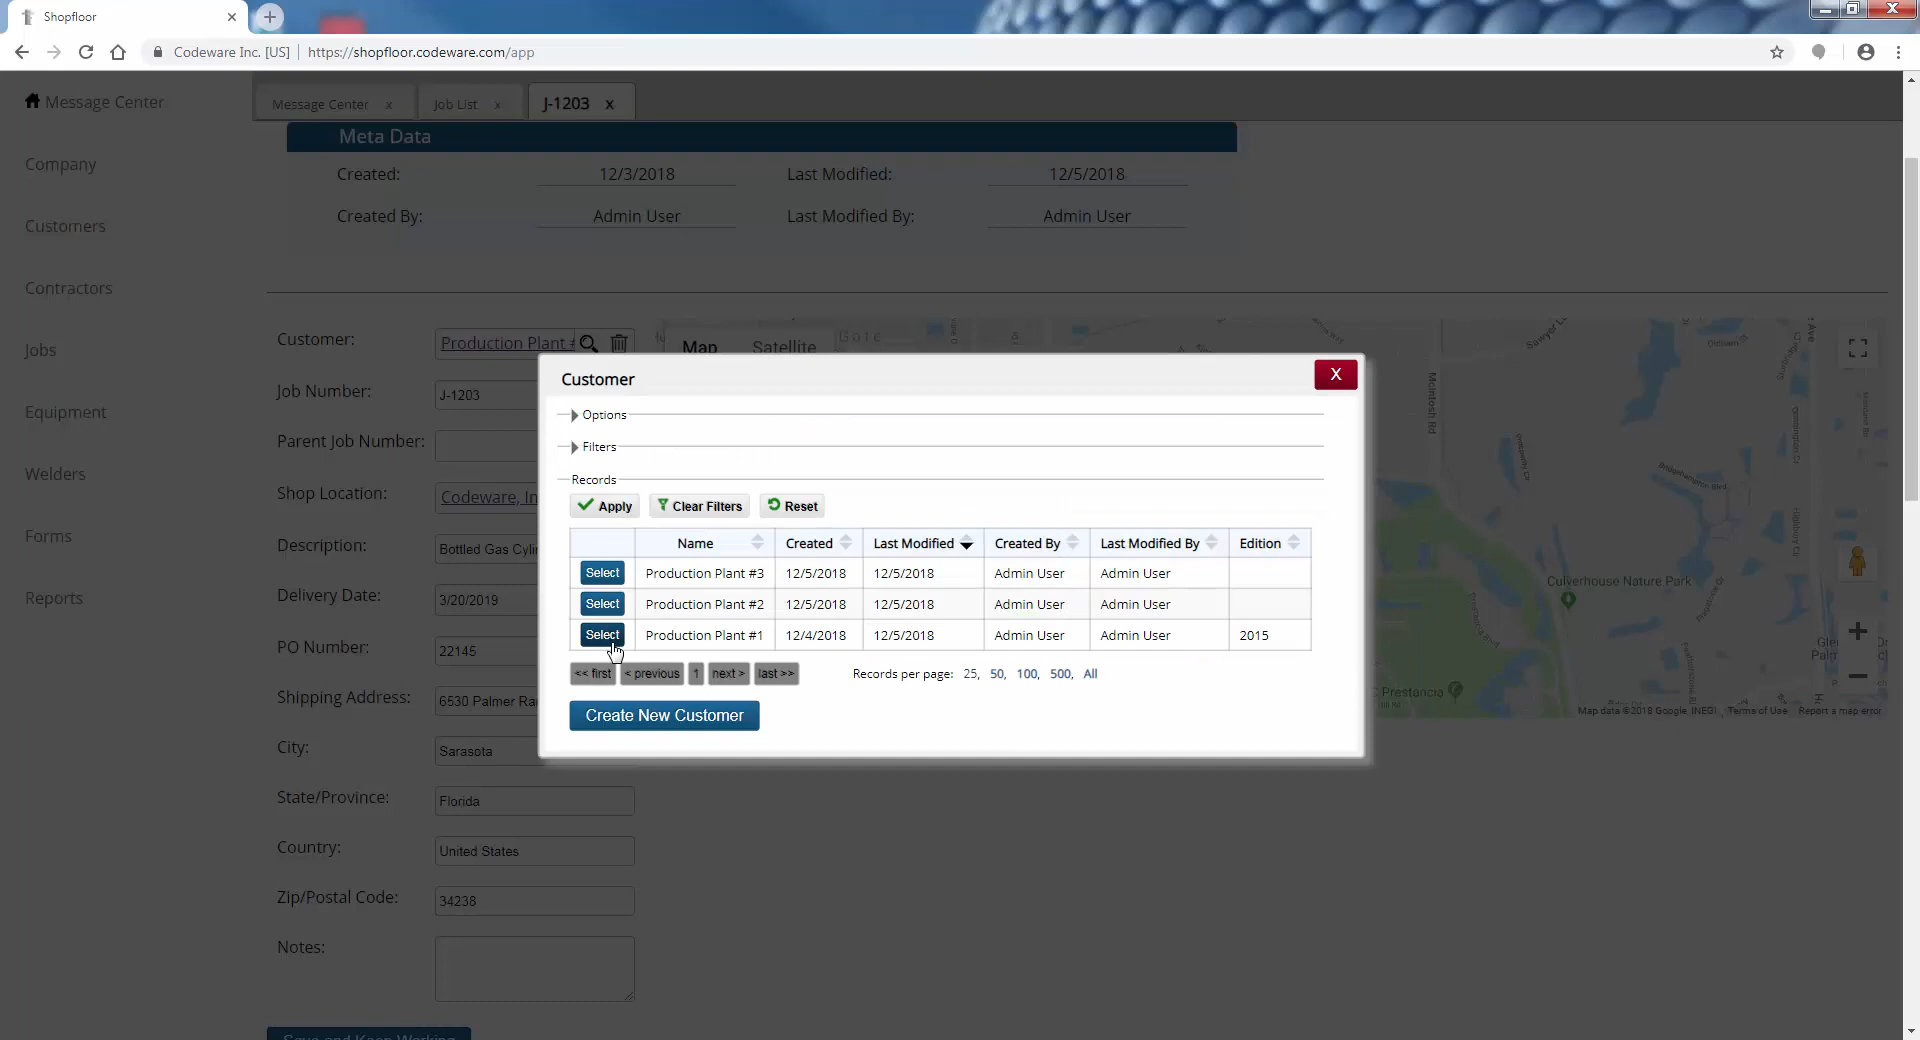 Shopfloor
Codeware Inc. [US] https://shopfloor.codeware.com/app
Message Center
Company
Customers
Contractors
Jobs
Equipment
Welders
Forms
Reports
Message Center x Job List x J-1203 x
Meta Data
Created: 12/3/2018 Last Modified: 12/5/2018
Created By: Admin User Last Modified By: Admin User
Customer: Production Plant #
Job Number: J-1203
Parent Job Number:
Shop Location: Codeware, In
Description: Bottled Gas Cyli
Delivery Date: 3/20/2019
PO Number: 22145
Shipping Address: 6530 Palmer Ra
City: Sarasota
State/Province: Florida
Country: United States
Zip/Postal Code: 34238
Notes:
Save and Keep Working
Map Satellite
Gate
Customer X
Options
Filters
Records
Apply Clear Filters Reset
Name Created Last Modified Created By Last Modified By Edition
Select Production Plant #3 12/5/2018 12/5/2018 Admin User Admin User
Select Production Plant #2 12/5/2018 12/5/2018 Admin User Admin User
Select Production Plant #1 12/4/2018 12/5/2018 Admin User Admin User 2015
<< first < previous 1 next > last >> Records per page: 25, 50, 100, 500, All
Create New Customer
McIntosh Rd
Culverhouse Nature Park
Prestancia
Map data ©2018 Google, INEGI Terms of Use Report a map error